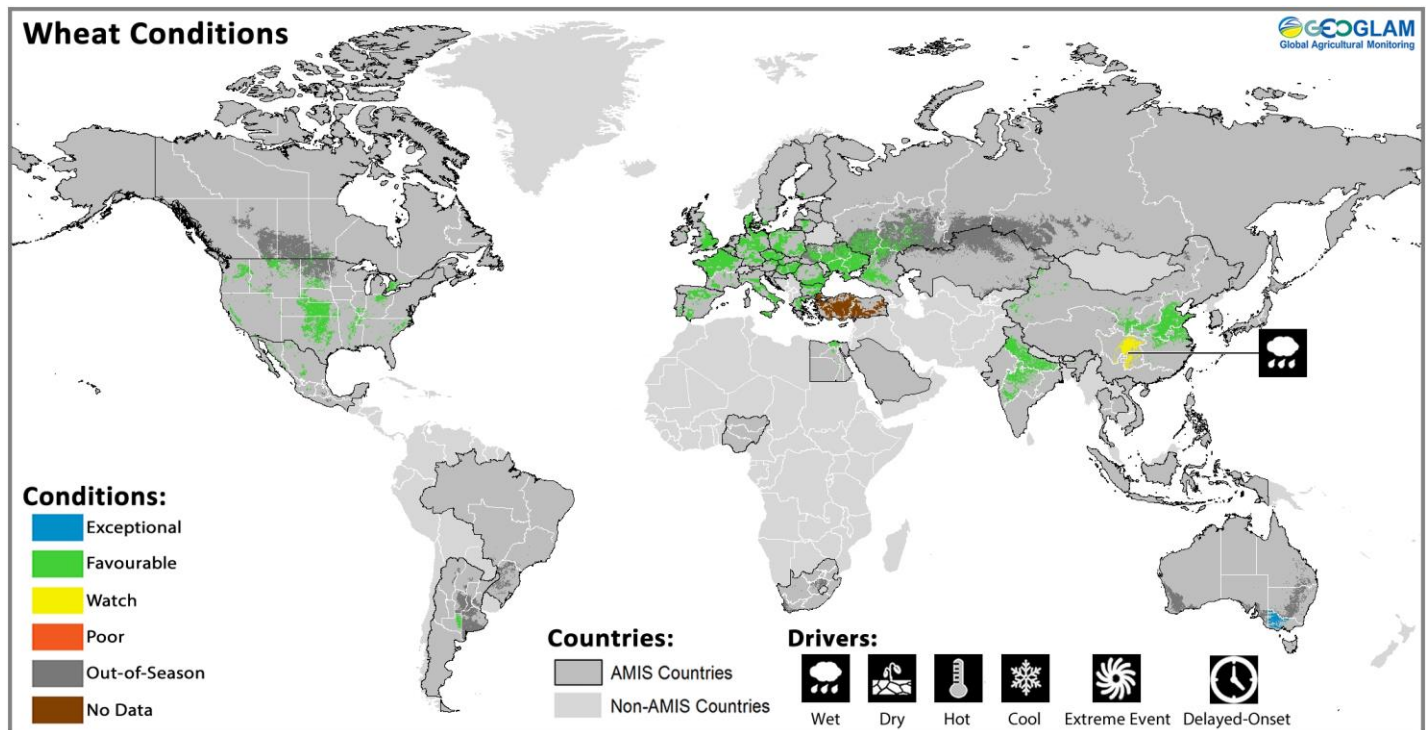 Wheat Conditions
GEOGLAM
Global Agricultural Monitoring
Conditions:
Exceptional
Favourable
Watch
Poor
Out-of-Season
No Data
Countries:
AMIS Countries
Non-AMIS Countries
Drivers:
Wet
Dry
Hot
Cool
Extreme Event
Delayed-Onset